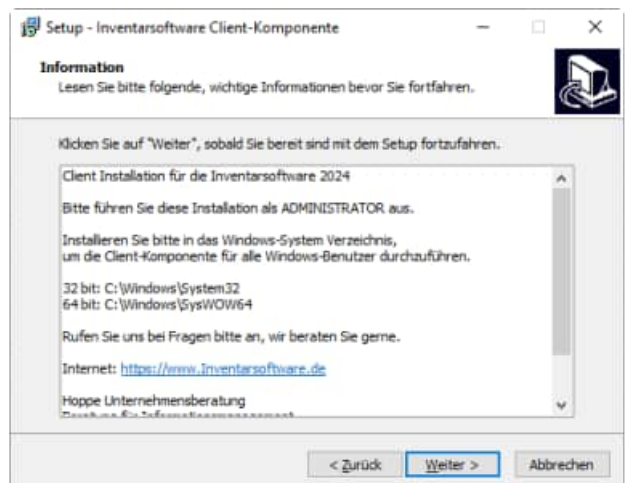 Setup - Inventarsoftware Client-Komponente
Information
Lesen Sie bitte folgende, wichtige Informationen bevor Sie fortfahren.
Klicken Sie auf "Weiter", sobald Sie bereit sind mit dem Setup fortzufahren.
Client Installation für die Inventarsoftware 2024
Bitte führen Sie diese Installation als ADMINISTRATOR aus.
Installieren Sie bitte in das Windows-System Verzeichnis,
um die Client-Komponente für alle Windows-Benutzer durchzuführen.
32 bit: C:\Windows\System32
64 bit: C:\Windows\SysWOW64
Rufen Sie uns bei Fragen bitte an, wir beraten Sie gerne.
Internet: https://www.Inventarsoftware.de
Hoppe Unternehmensberatung
< Zurück Weiter > Abbrechen